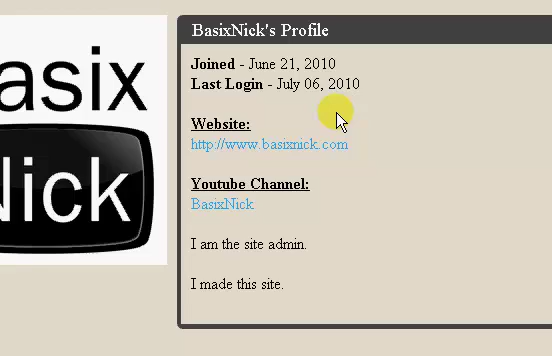 asix
Nick
BasixNick's Profile
Joined - June 21, 2010
Last Login - July 06, 2010
Website:
http://www.basixnick.com
Youtube Channel:
BasixNick
I am the site admin.
I made this site.